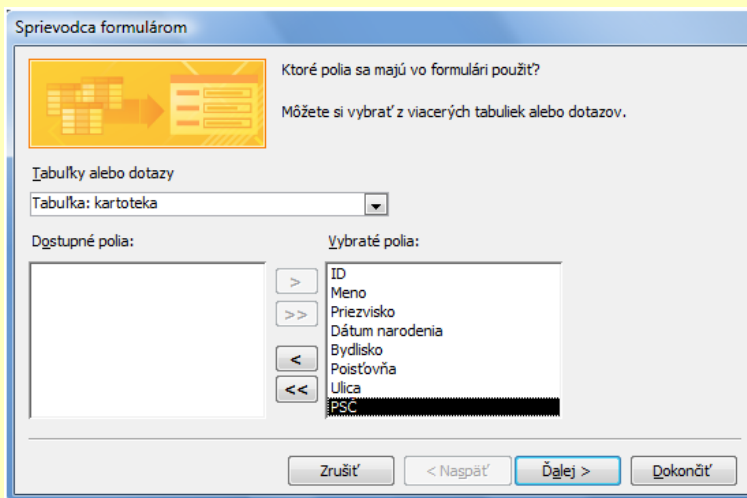 Sprievodca formulárom
Ktoré polia sa majú vo formulári použiť?
Môžete si vybrať z viacerých tabuliek alebo dotazov.
Tabuľky alebo dotazy
Tabuľka: kartoteka
Dostupné polia:
Vybraté polia:
ID
Meno
Priezvisko
Dátum narodenia
Bydlisko
Poisťovňa
Ulica
PSČ
>
>>
<
<<
Zrušiť
< Naspäť
Ďalej >
Dokončiť